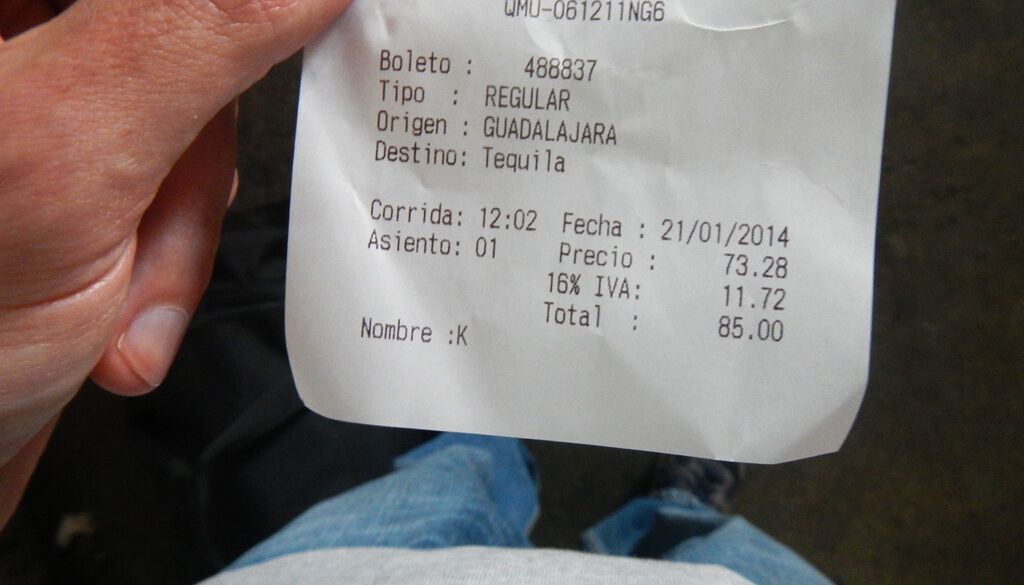 QMU-061211NG6
Boleto : 488837
Tipo : REGULAR
Origen : GUADALAJARA
Destino: Tequila
Corrida: 12:02 Fecha : 21/01/2014
Asiento: 01 Precio : 73.28
16% IVA: 11.72
Total : 85.00
Nombre :K